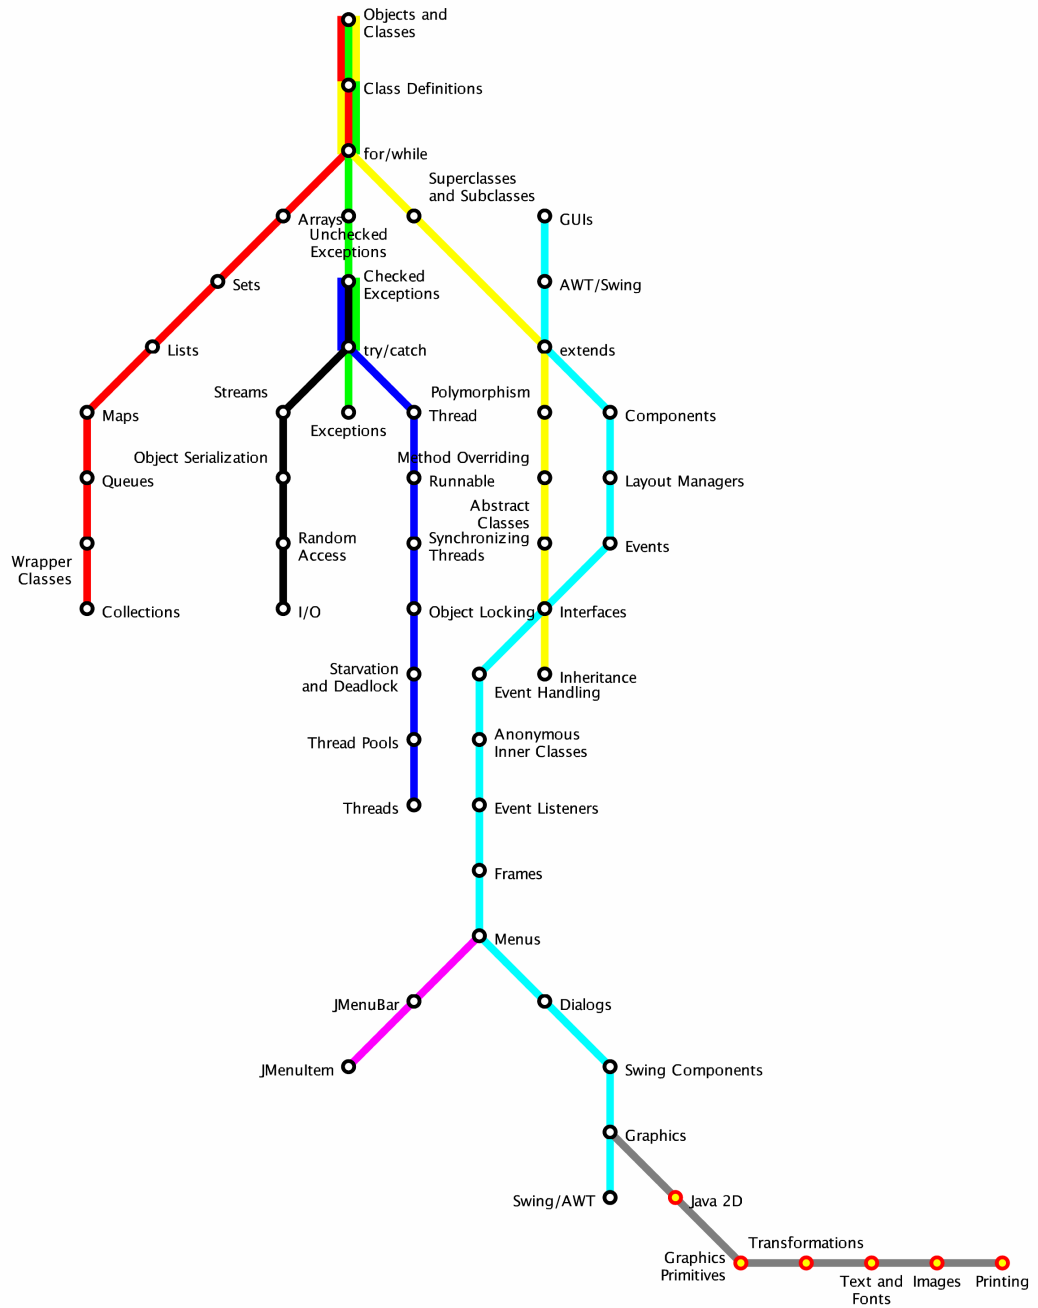 Objects and
Classes
Class Definitions
for/while
Superclasses
and Subclasses
Arrays
GUIs
Unchecked
Exceptions
Checked
Exceptions
Sets
AWT/Swing
Lists
try/catch
extends
Streams
Polymorphism
Maps
Exceptions
Thread
Components
Object Serialization
Method Overriding
Queues
Runnable
Layout Managers
Abstract
Classes
Wrapper
Classes
Random
Access
Synchronizing
Threads
Events
Collections
I/O
Object Locking
Interfaces
Starvation
and Deadlock
Inheritance
Event Handling
Thread Pools
Anonymous
Inner Classes
Threads
Event Listeners
Frames
Menus
JMenuBar
Dialogs
JMenuItem
Swing Components
Graphics
Swing/AWT
Java 2D
Transformations
Graphics
Primitives
Text and
Fonts
Images
Printing